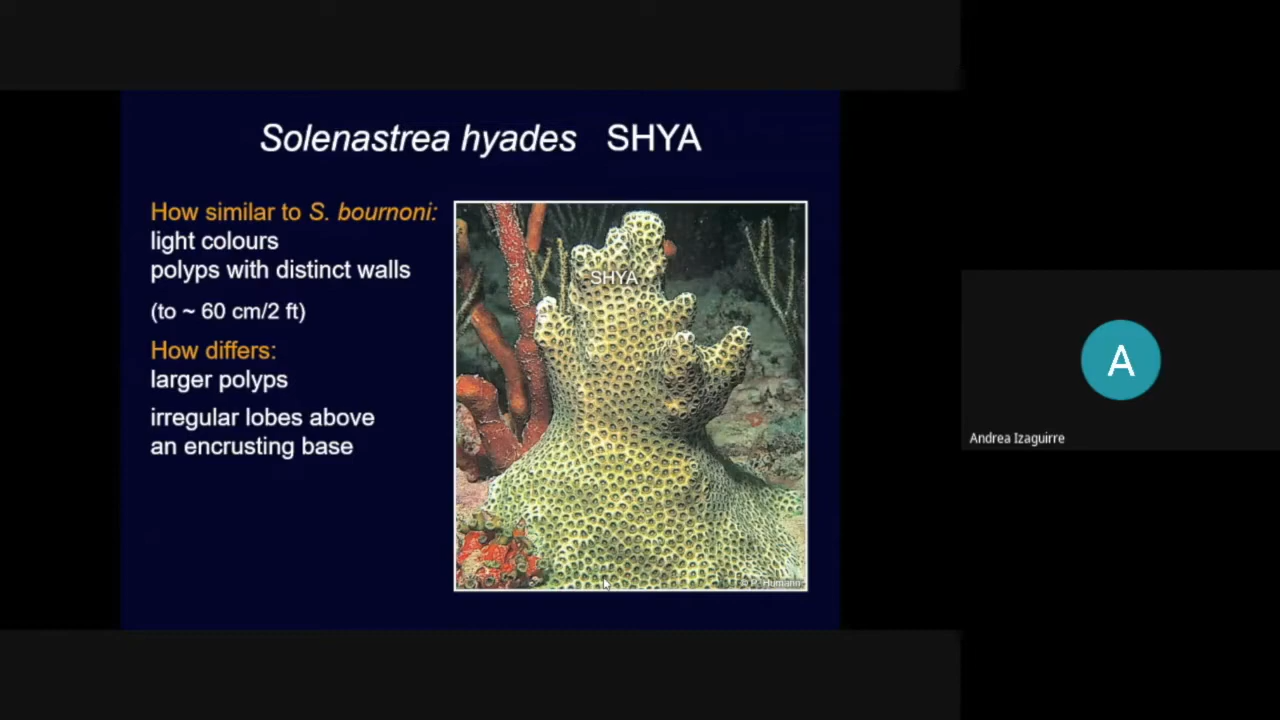 Solenastrea hyades SHYA
How similar to S. bournoni:
light colours
polyps with distinct walls
(to ~ 60 cm/2 ft)
How differs:
larger polyps
irregular lobes above
an encrusting base
SHYA
© P. Humann
A
Andrea Izaguirre